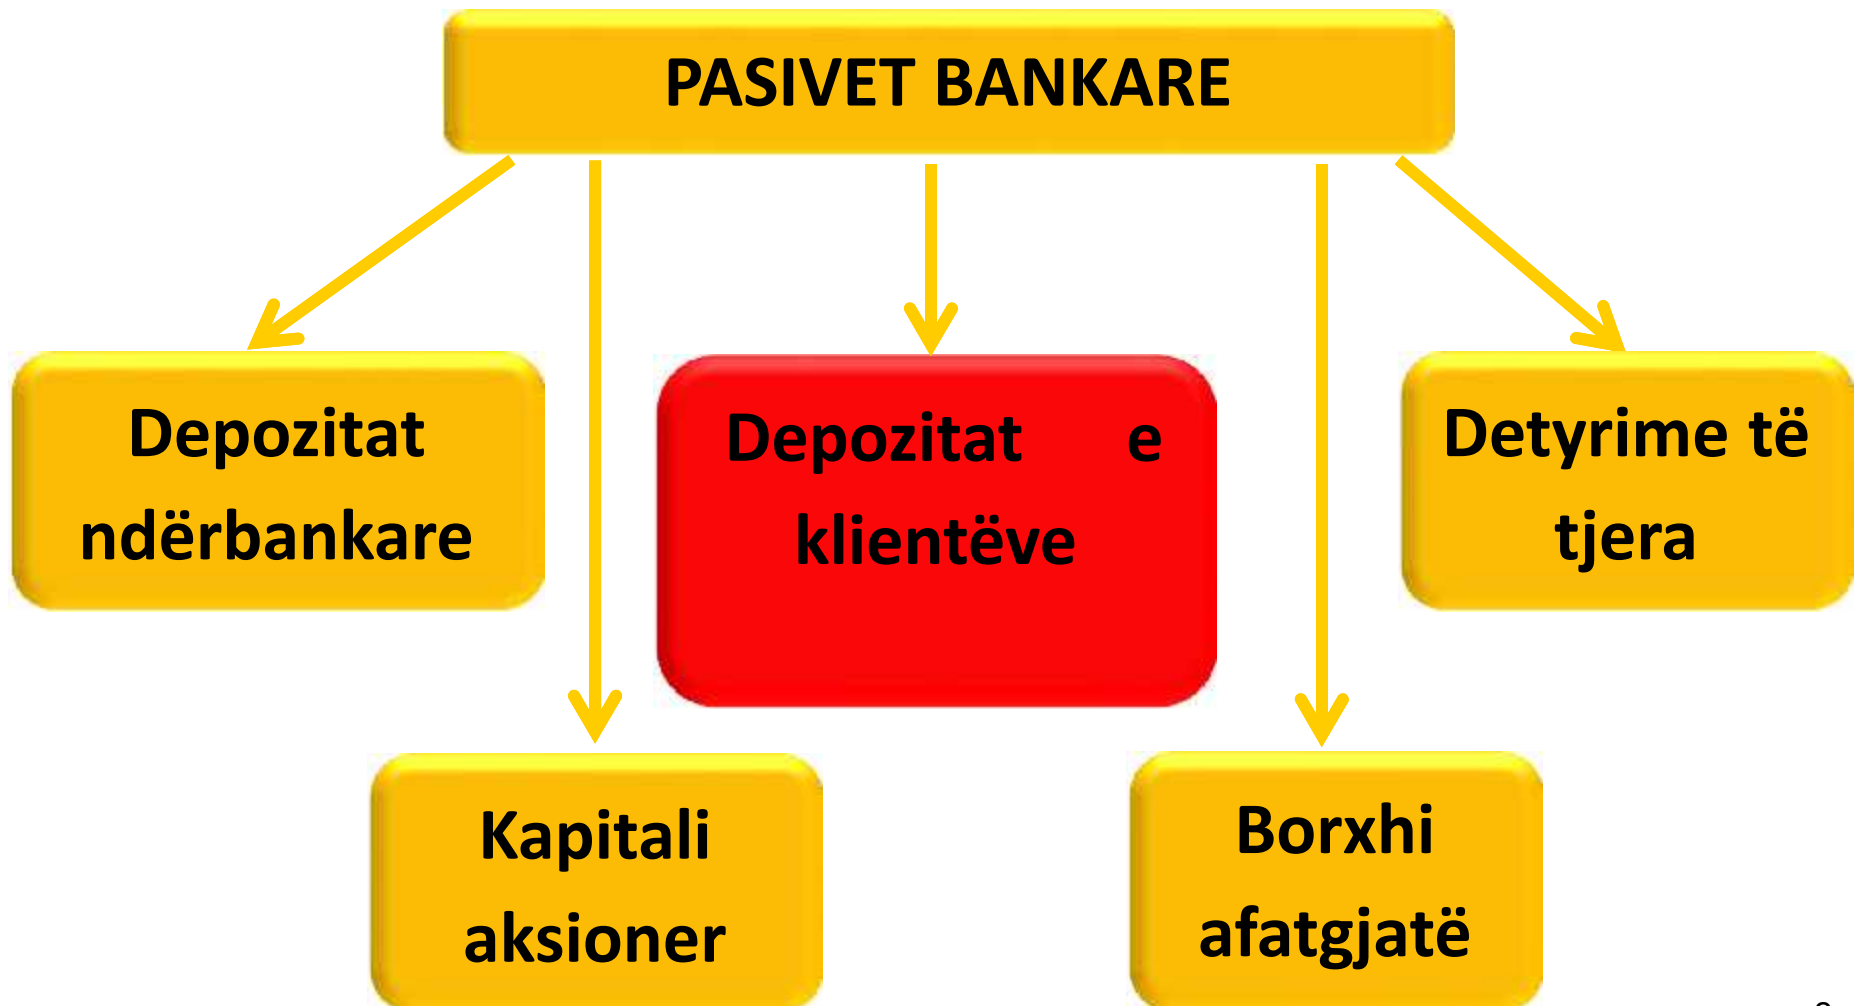 PASIVET BANKARE
Depozitat
ndërbankare
Depozitat e
klientëve
Detyrime të
tjera
Kapitali
aksioner
Borxhi
afatgjatë